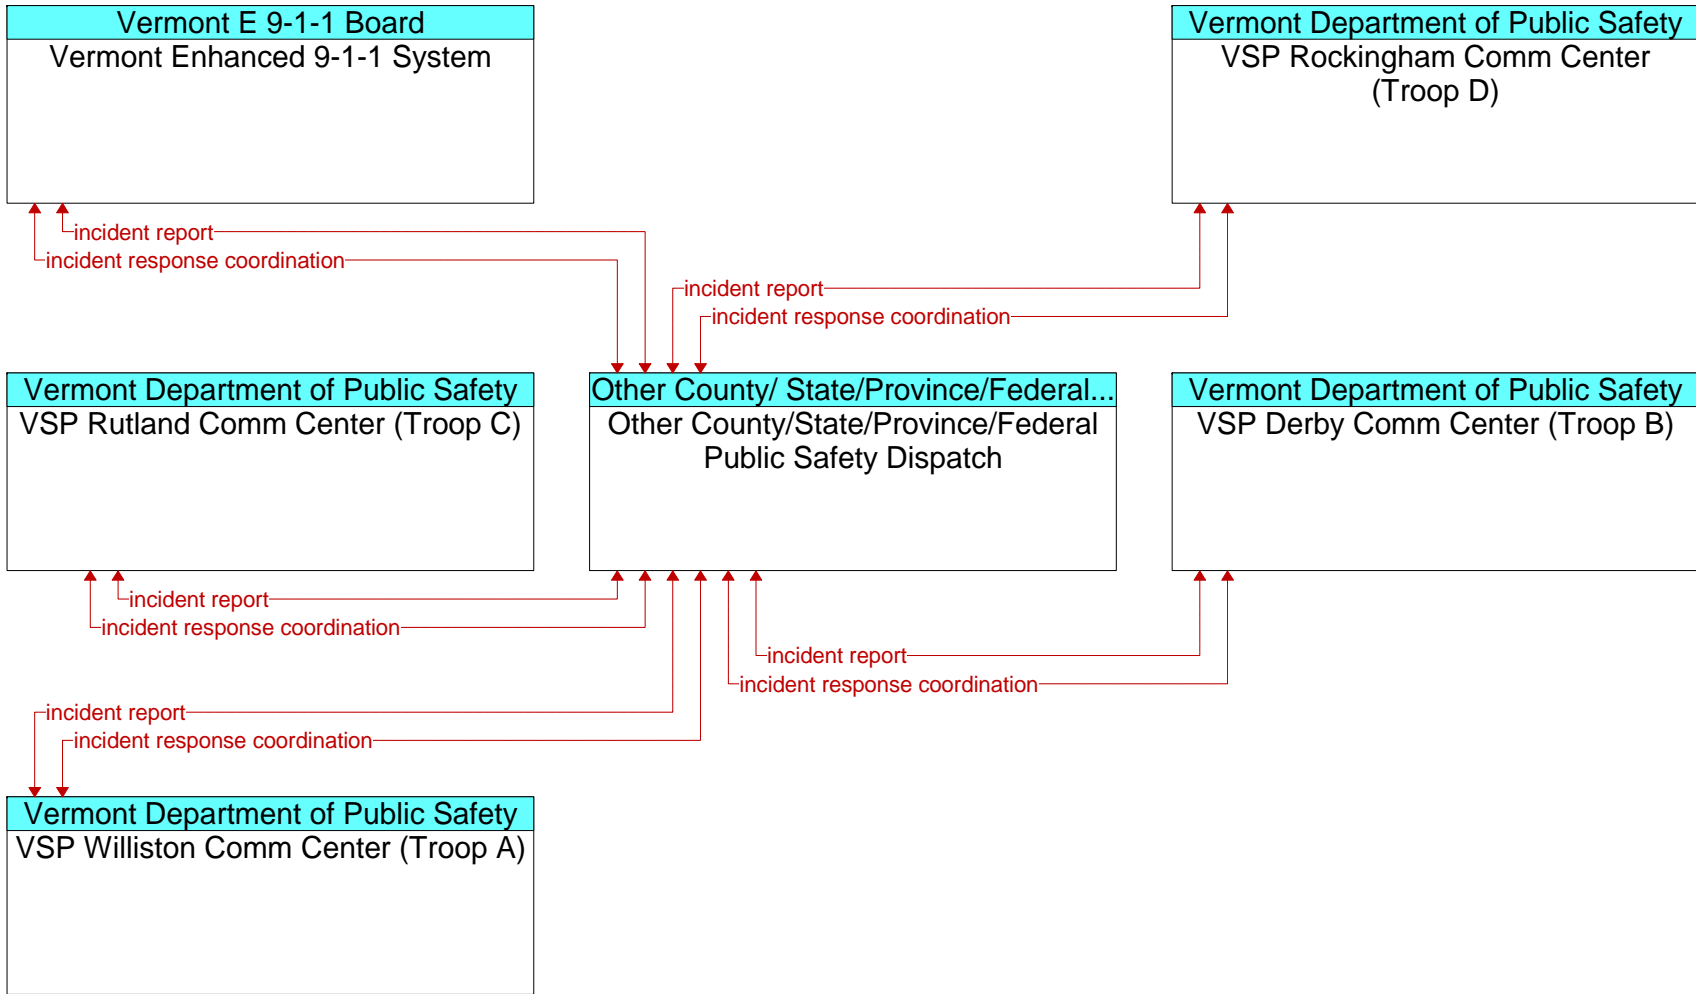 Vermont E 9-1-1 Board
Vermont Enhanced 9-1-1 System
Vermont Department of Public Safety
VSP Rockingham Comm Center
(Troop D)
incident report
incident response coordination
incident report
incident response coordination
Vermont Department of Public Safety
VSP Rutland Comm Center (Troop C)
Other County/ State/Province/Federal...
Other County/State/Province/Federal
Public Safety Dispatch
Vermont Department of Public Safety
VSP Derby Comm Center (Troop B)
incident report
incident response coordination
incident report
incident response coordination
incident report
incident response coordination
Vermont Department of Public Safety
VSP Williston Comm Center (Troop A)